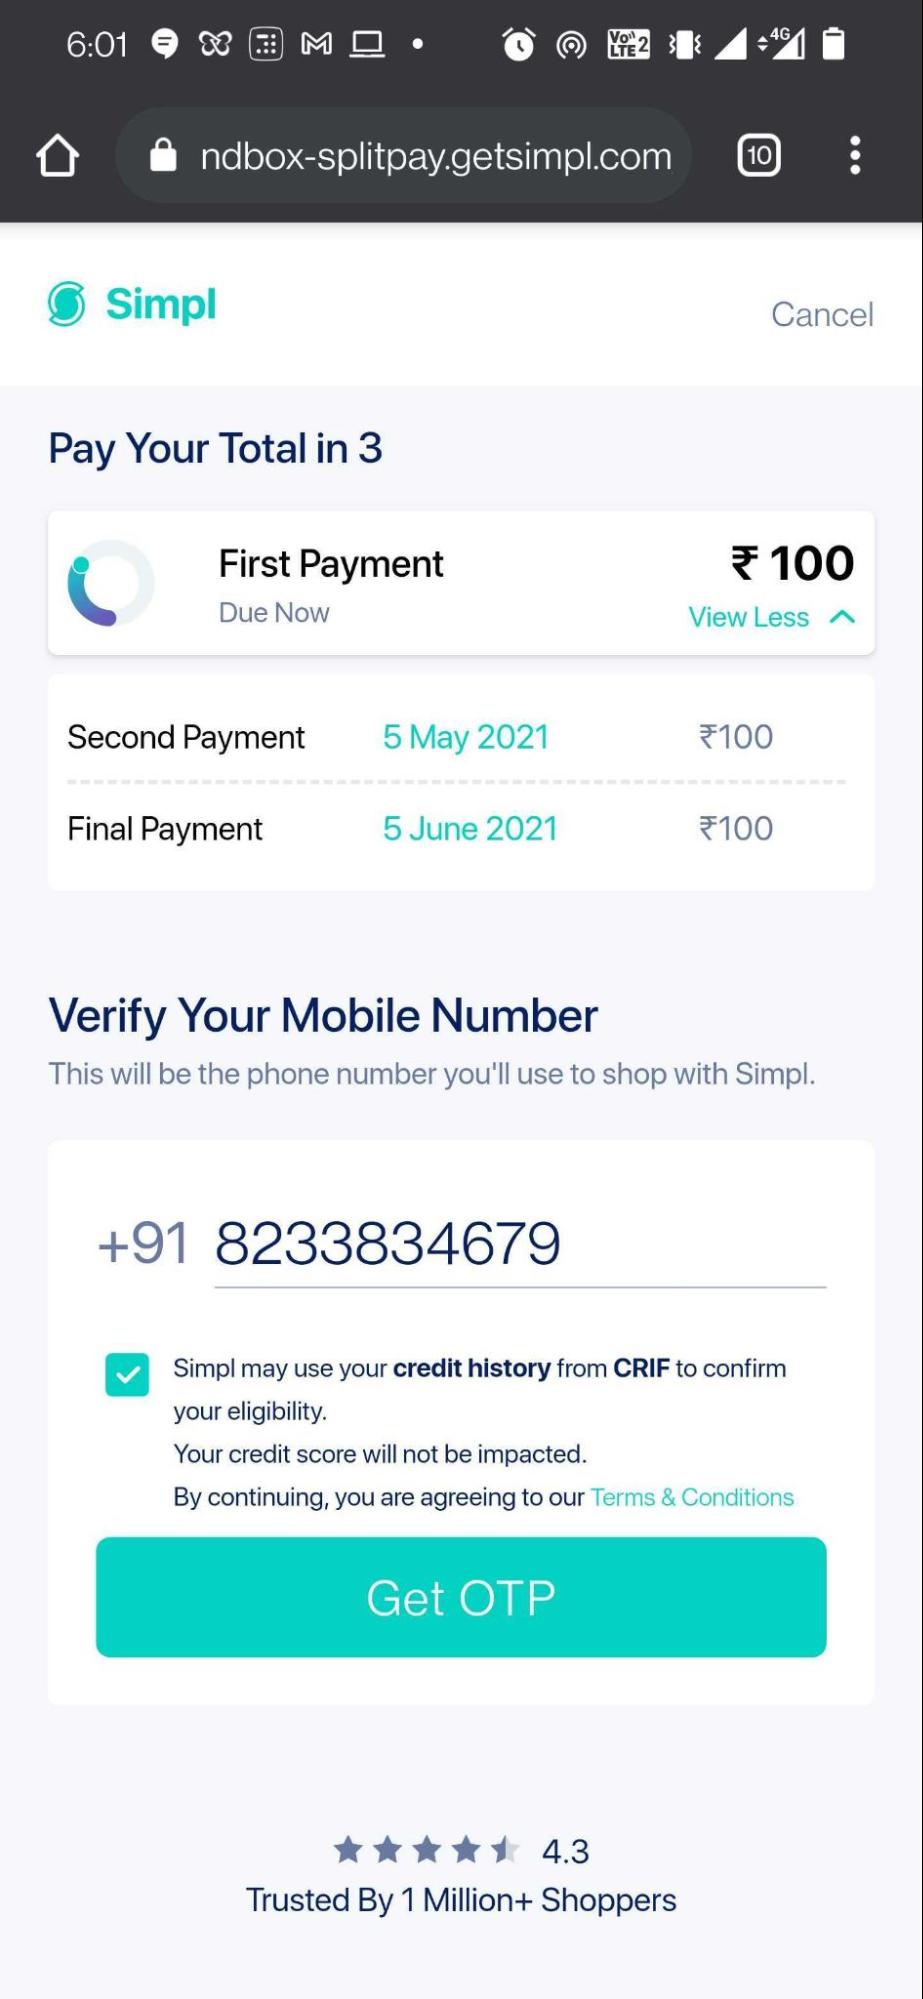 6:01 Vo)) LTE2 4G
ndbox-splitpay.getsimpl.com 10
Simpl Cancel
Pay Your Total in 3
First Payment ₹ 100
Due Now View Less
Second Payment 5 May 2021 ₹100
Final Payment 5 June 2021 ₹100
Verify Your Mobile Number
This will be the phone number you'll use to shop with Simpl.
+91 8233834679
Simpl may use your credit history from CRIF to confirm
your eligibility.
Your credit score will not be impacted.
By continuing, you are agreeing to our Terms & Conditions
Get OTP
4.3
Trusted By 1 Million+ Shoppers